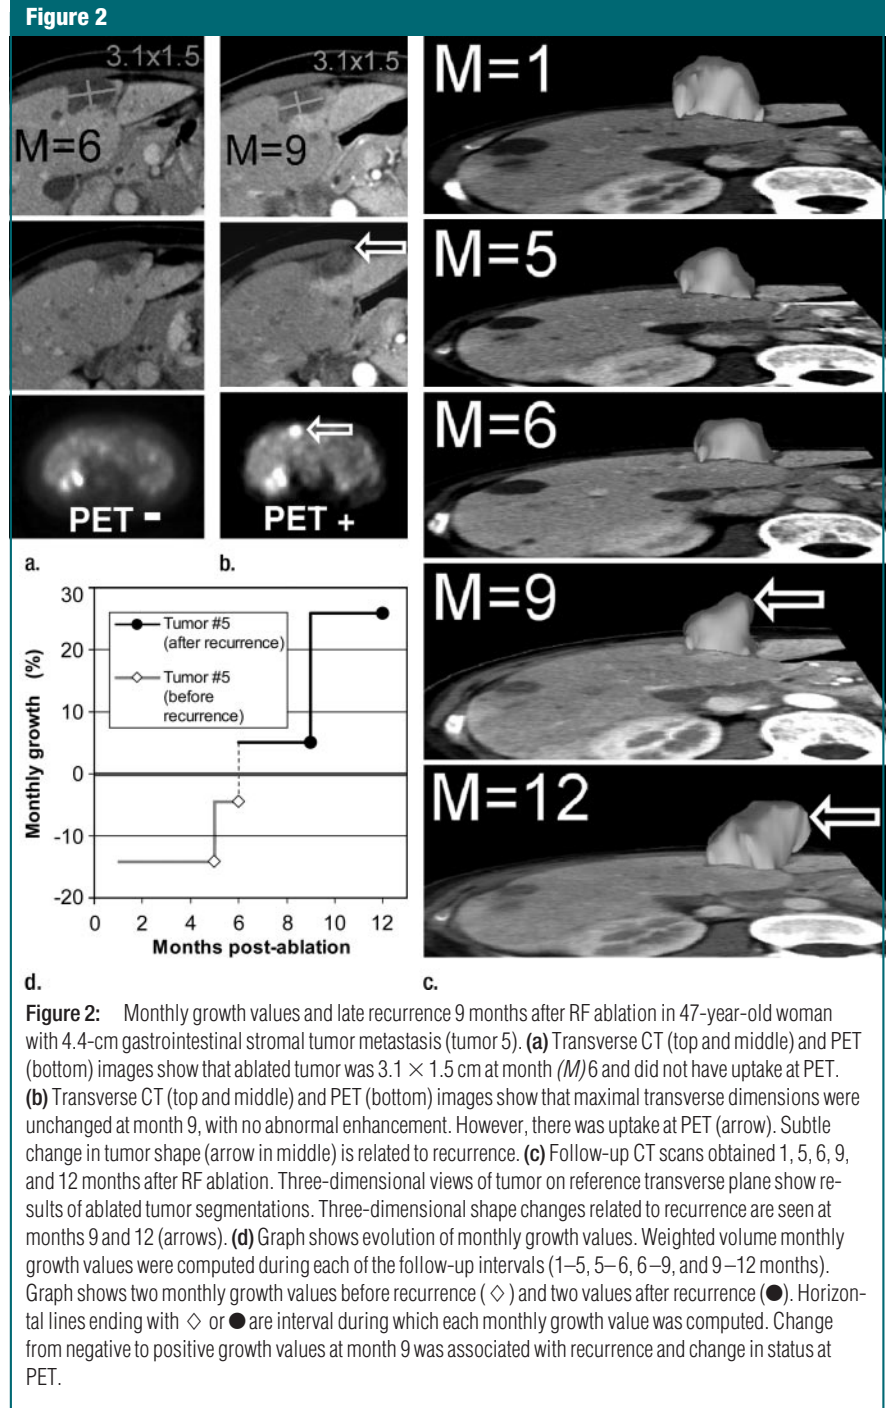 Figure 2
3.1x1.5
M=6
PET -
a.
3.1x1.5
M=9
PET +
b.
M=1
M=5
M=6
M=9
M=12
c.
30
20
10
0
-10
-20
Monthly growth (%)
Tumor #5
(after recurrence)
Tumor #5
(before
recurrence)
0 2 4 6 8 10 12
Months post-ablation
d.
Figure 2: Monthly growth values and late recurrence 9 months after RF ablation in 47-year-old woman
with 4.4-cm gastrointestinal stromal tumor metastasis (tumor 5). (a) Transverse CT (top and middle) and PET
(bottom) images show that ablated tumor was 3.1 × 1.5 cm at month (M) 6 and did not have uptake at PET.
(b) Transverse CT (top and middle) and PET (bottom) images show that maximal transverse dimensions were
unchanged at month 9, with no abnormal enhancement. However, there was uptake at PET (arrow). Subtle
change in tumor shape (arrow in middle) is related to recurrence. (c) Follow-up CT scans obtained 1, 5, 6, 9,
and 12 months after RF ablation. Three-dimensional views of tumor on reference transverse plane show re-
sults of ablated tumor segmentations. Three-dimensional shape changes related to recurrence are seen at
months 9 and 12 (arrows). (d) Graph shows evolution of monthly growth values. Weighted volume monthly
growth values were computed during each of the follow-up intervals (1–5, 5–6, 6–9, and 9–12 months).
Graph shows two monthly growth values before recurrence (◇) and two values after recurrence (●). Horizon-
tal lines ending with ◇ or ● are interval during which each monthly growth value was computed. Change
from negative to positive growth values at month 9 was associated with recurrence and change in status at
PET.